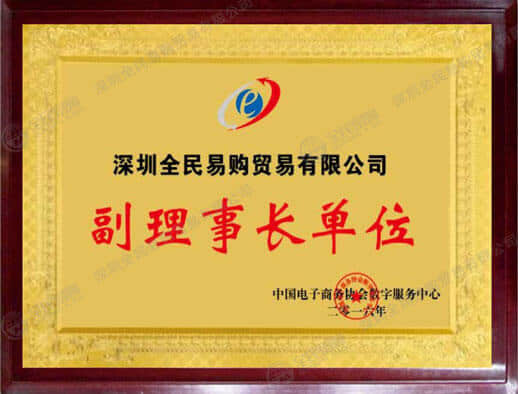 深圳全民易购贸易有限公司
副理事长单位
中国电子商务协会数字服务中心
二零一六年